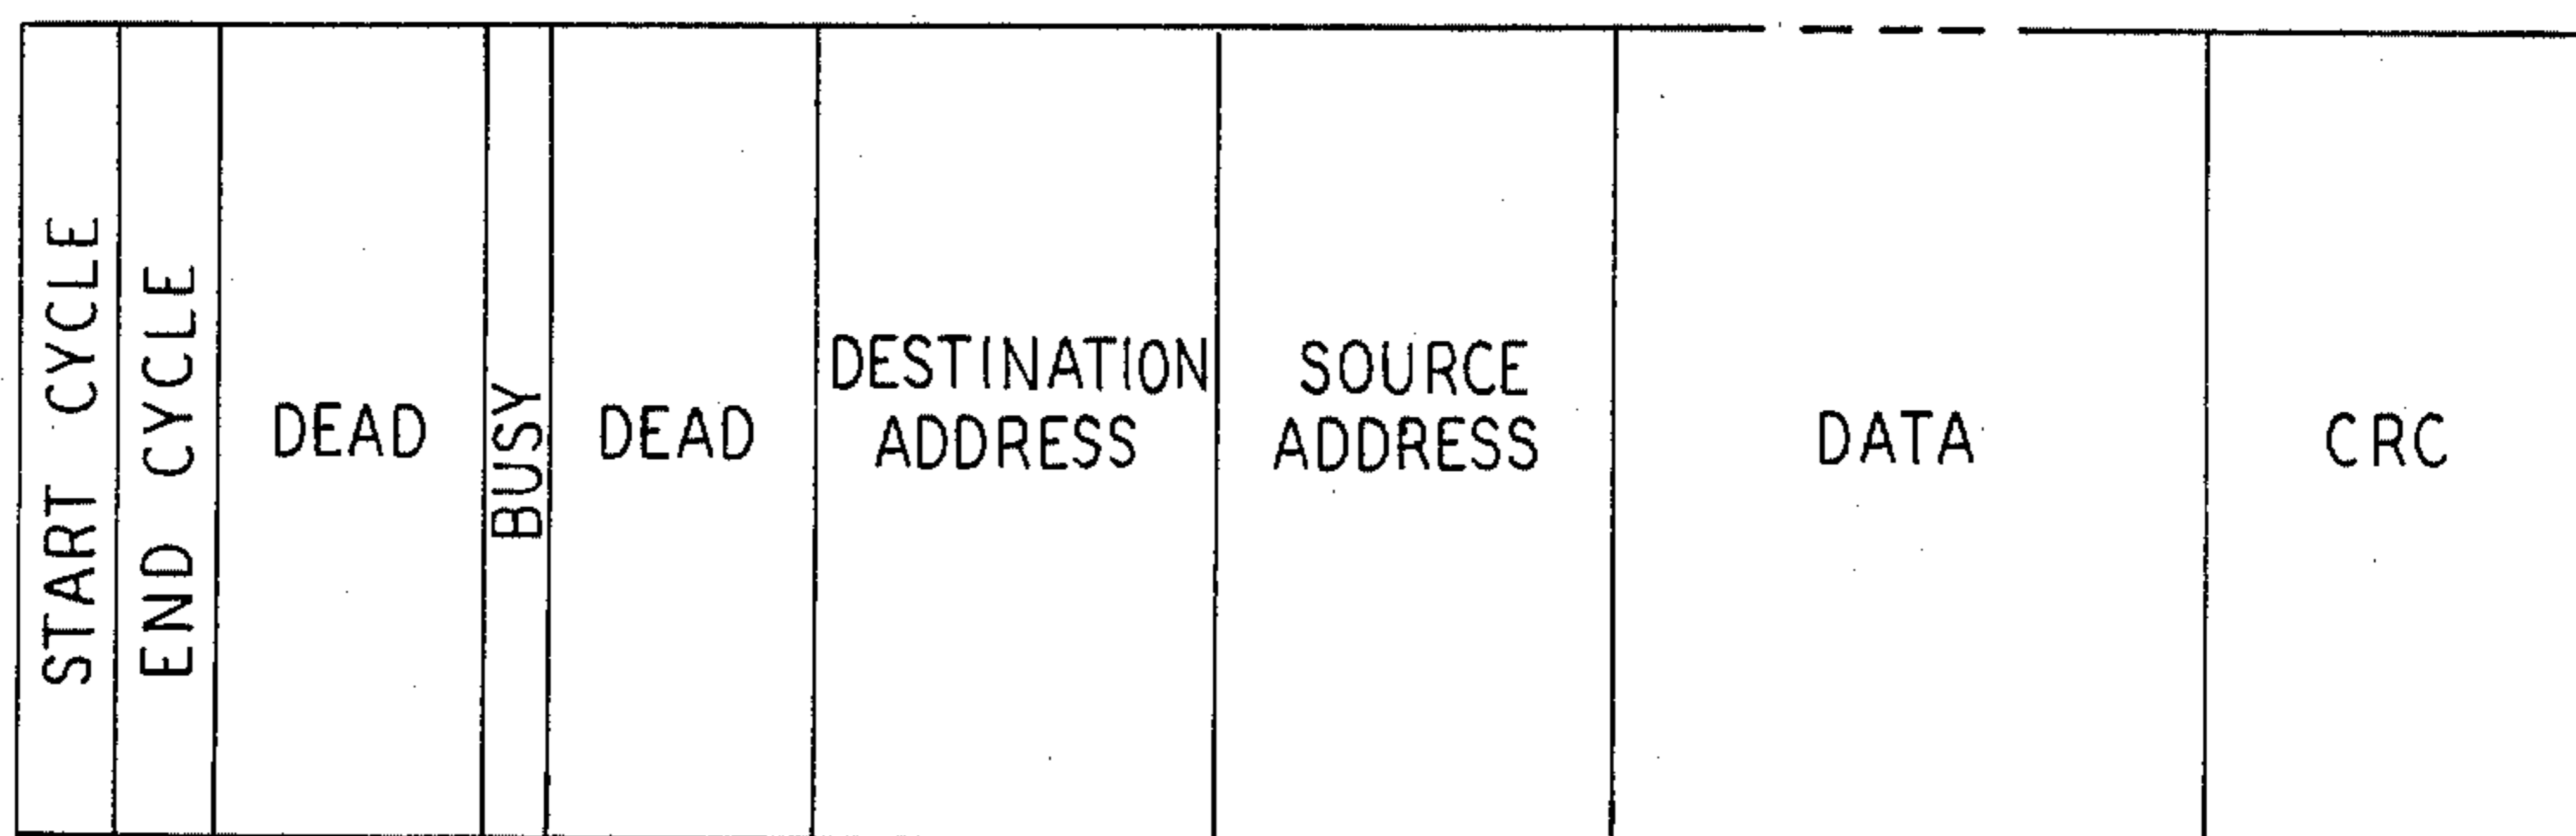 START CYCLE
END CYCLE
DEAD
BUSY
DEAD
DESTINATION
ADDRESS
SOURCE
ADDRESS
DATA
CRC